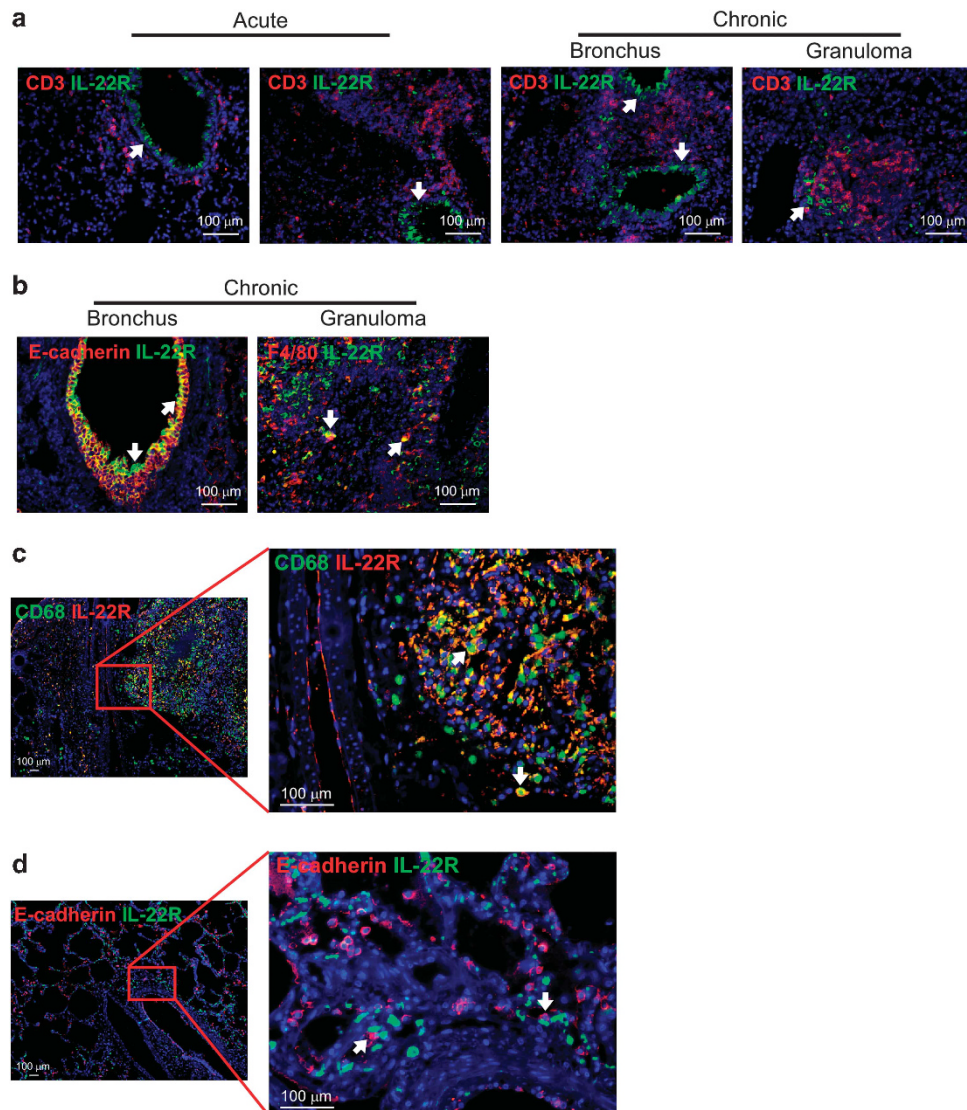 a
Acute
Chronic
Bronchus Granuloma
CD3 IL-22R
CD3 IL-22R
CD3 IL-22R
CD3 IL-22R
100 μm
100 μm
100 μm
100 μm
b
Chronic
Bronchus Granuloma
E-cadherin IL-22R
F4/80 IL-22R
100 μm
100 μm
c
CD68 IL-22R
100 μm
CD68 IL-22R
100 μm
d
E-cadherin IL-22R
100 μm
E-cadherin IL-22R
100 μm